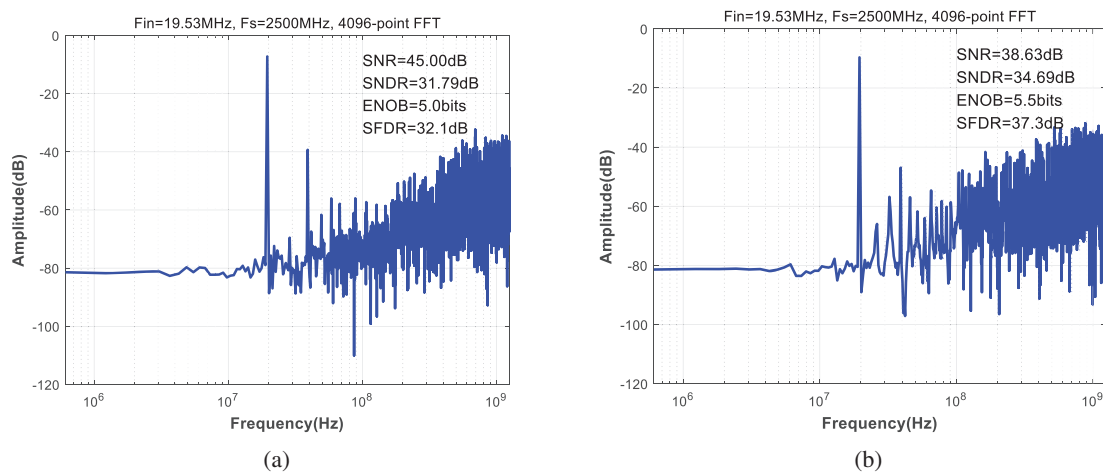 Fin=19.53MHz, Fs=2500MHz, 4096-point FFT
0
-20
-40
-60
-80
-100
-120
Amplitude(dB)
SNR=45.00dB
SNDR=31.79dB
ENOB=5.0bits
SFDR=32.1dB
10^6
10^7
10^8
10^9
Frequency(Hz)
(a)
Fin=19.53MHz, Fs=2500MHz, 4096-point FFT
0
-20
-40
-60
-80
-100
-120
Amplitude(dB)
SNR=38.63dB
SNDR=34.69dB
ENOB=5.5bits
SFDR=37.3dB
10^6
10^7
10^8
10^9
Frequency(Hz)
(b)